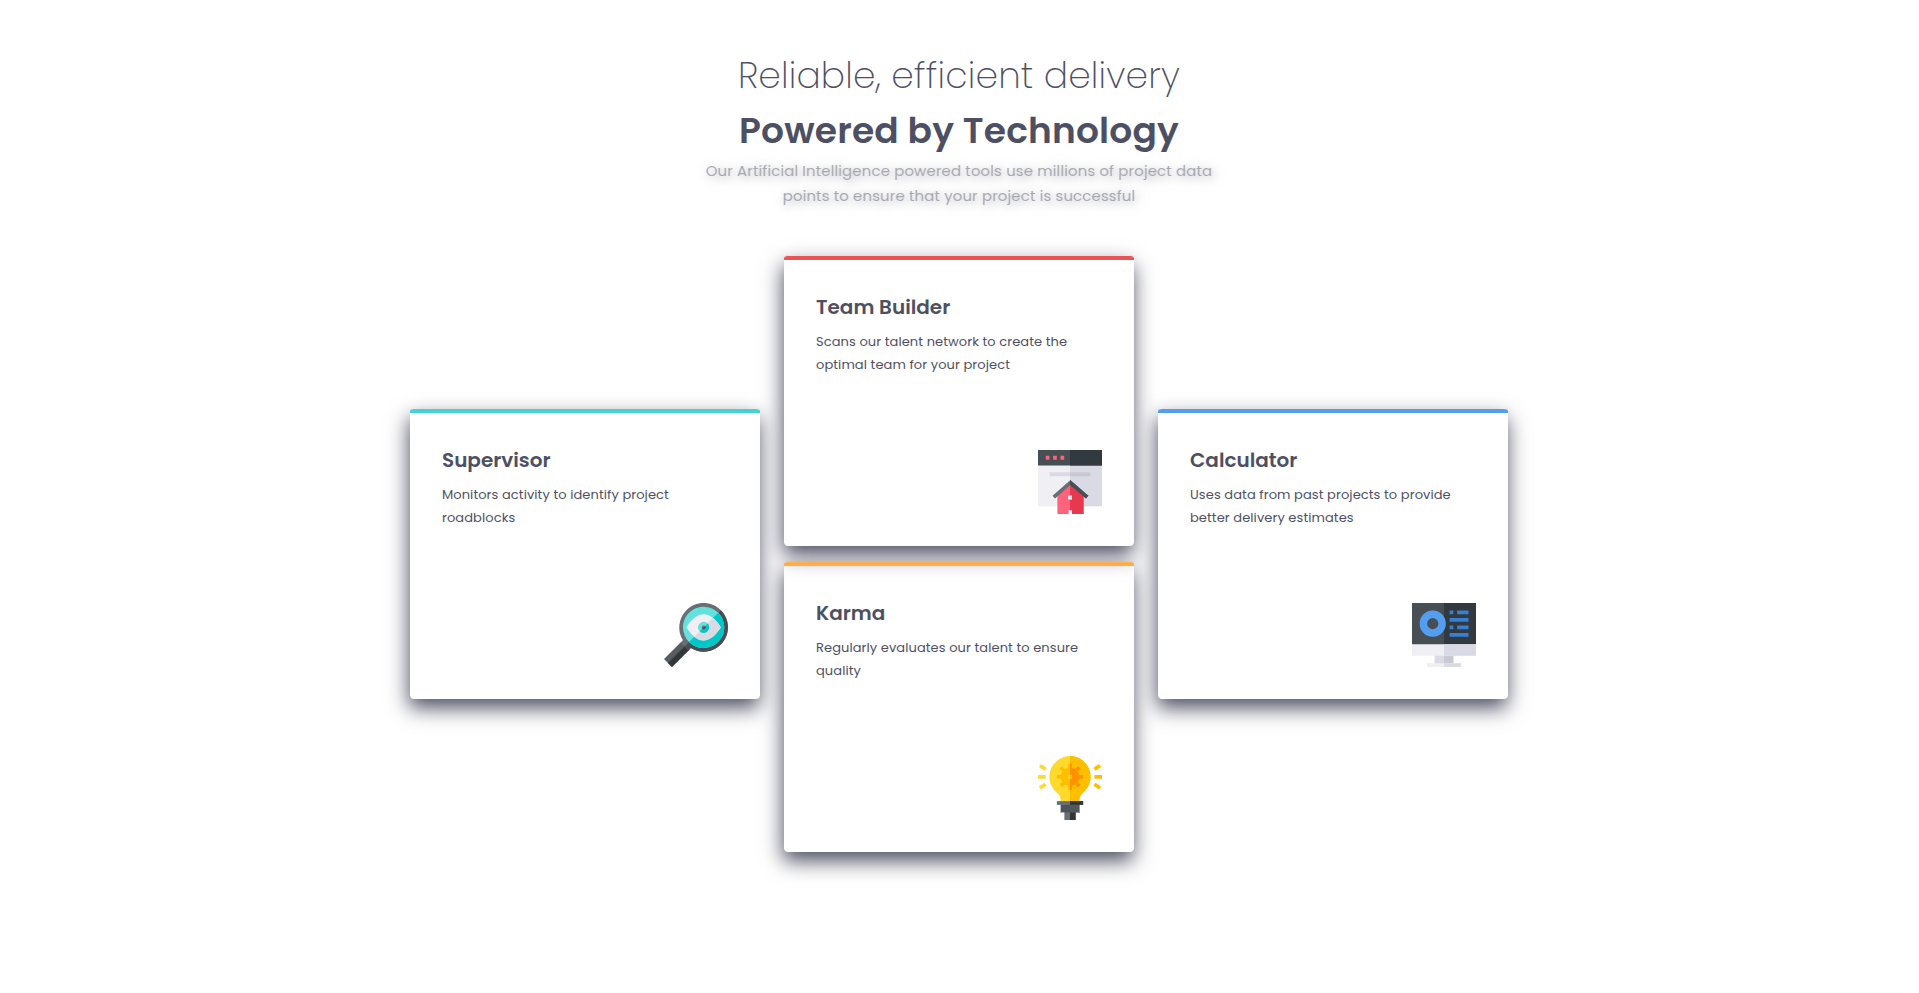 Reliable, efficient delivery
Powered by Technology
Our Artificial Intelligence powered tools use millions of project data
points to ensure that your project is successful
Team Builder
Scans our talent network to create the
optimal team for your project
Supervisor
Monitors activity to identify project
roadblocks
Calculator
Uses data from past projects to provide
better delivery estimates
Karma
Regularly evaluates our talent to ensure
quality